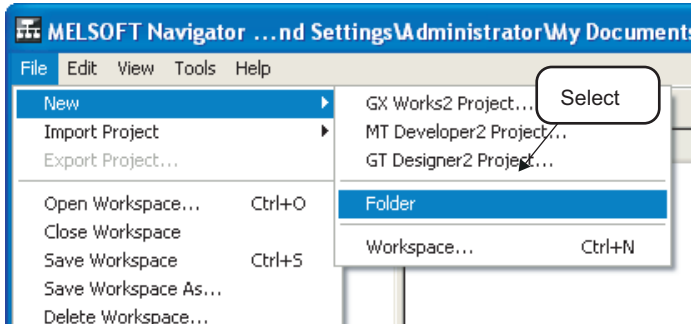 MELSOFT Navigator ...nd Settings\Administrator\My Documents
File Edit View Tools Help
New
Import Project
Export Project...
Open Workspace... Ctrl+O
Close Workspace
Save Workspace Ctrl+S
Save Workspace As...
Delete Workspace...
GX Works2 Project...
MT Developer2 Project...
GT Designer2 Project...
Folder
Workspace... Ctrl+N
Select